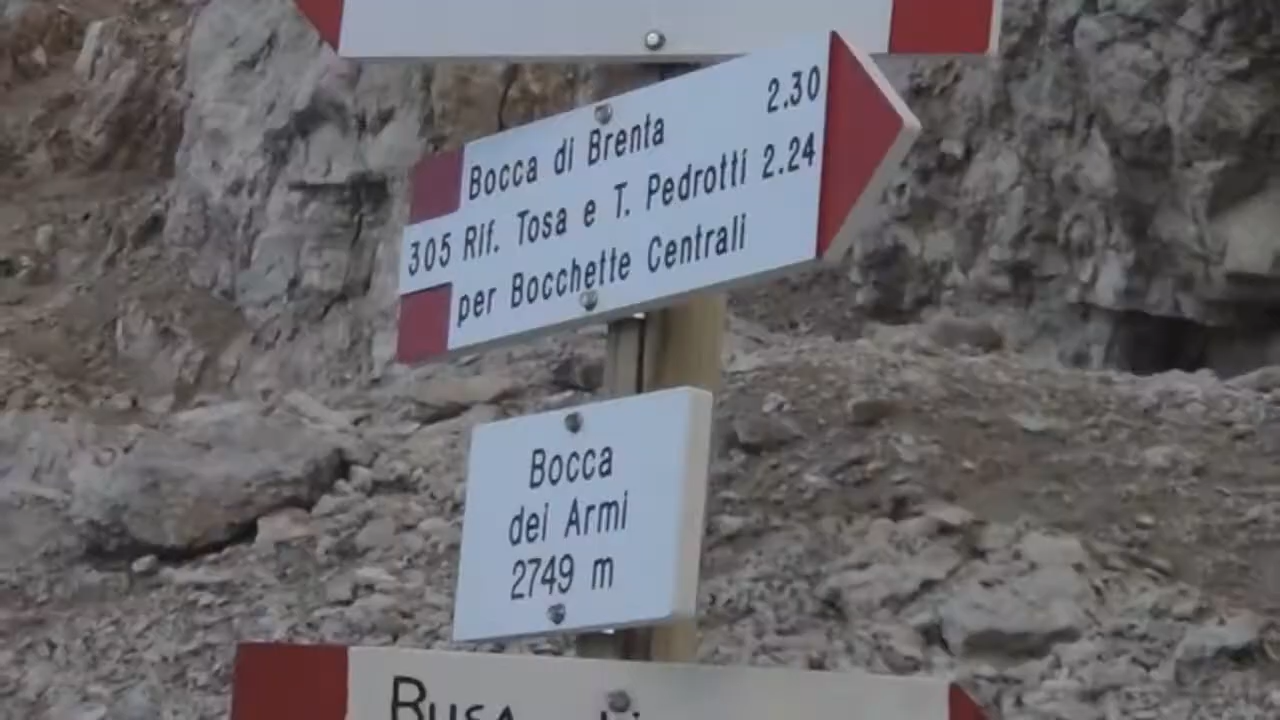 Bocca di Brenta 2.30
305 Rif. Tosa e T. Pedrotti 2.24
per Bocchette Centrali
Bocca
dei Armi
2749 m